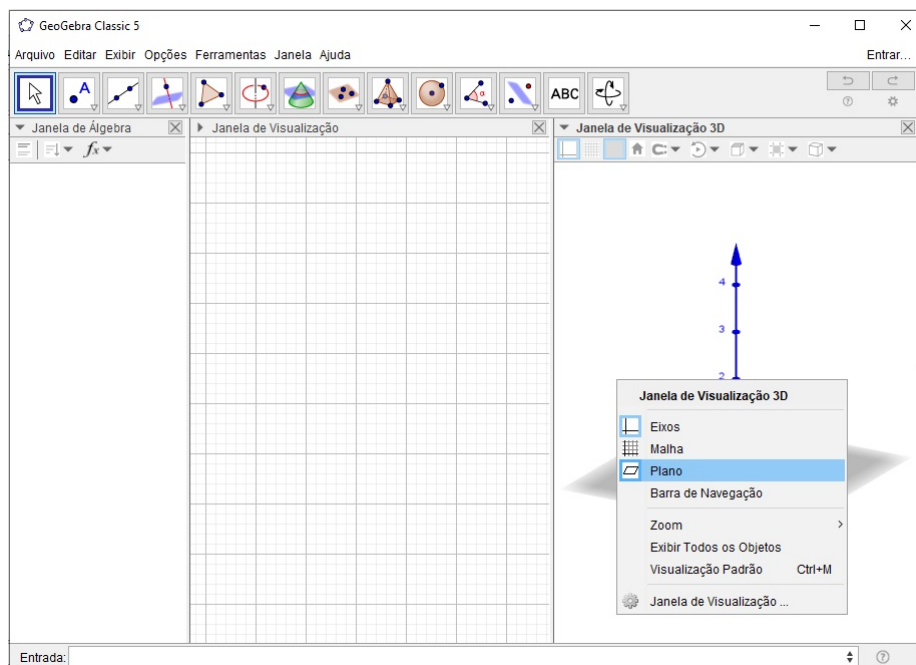 GeoGebra Classic 5
Arquivo Editar Exibir Opções Ferramentas Janela Ajuda Entrar...
A α ABC
Janela de Álgebra Janela de Visualização Janela de Visualização 3D
fx
4
3
2
Janela de Visualização 3D
Eixos
Malha
Plano
Barra de Navegação
Zoom
Exibir Todos os Objetos
Visualização Padrão Ctrl+M
Janela de Visualização ...
Entrada: